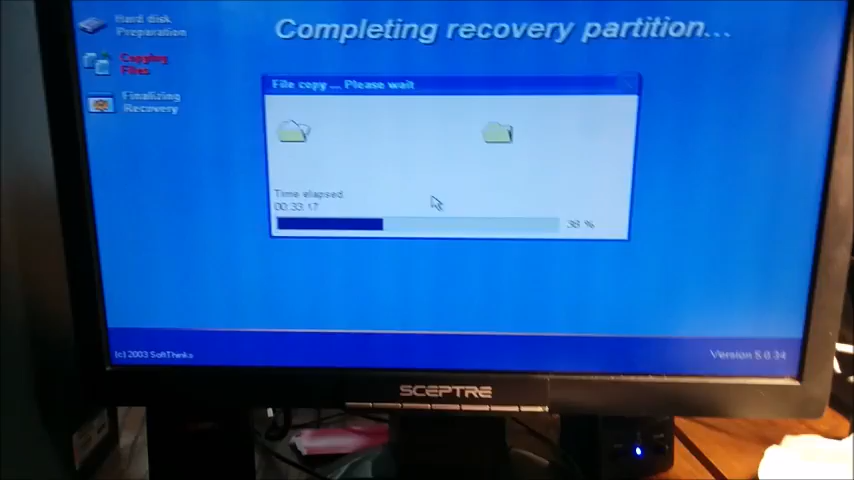 Hard disk
Preparation
Completing recovery partition...
Copying
Files
File copy ... Please wait
Finalizing
Recovery
Time elapsed
00:33:17
38 %
(c) 2003 SoftThinks
Version 5.0.34
SCEPTRE